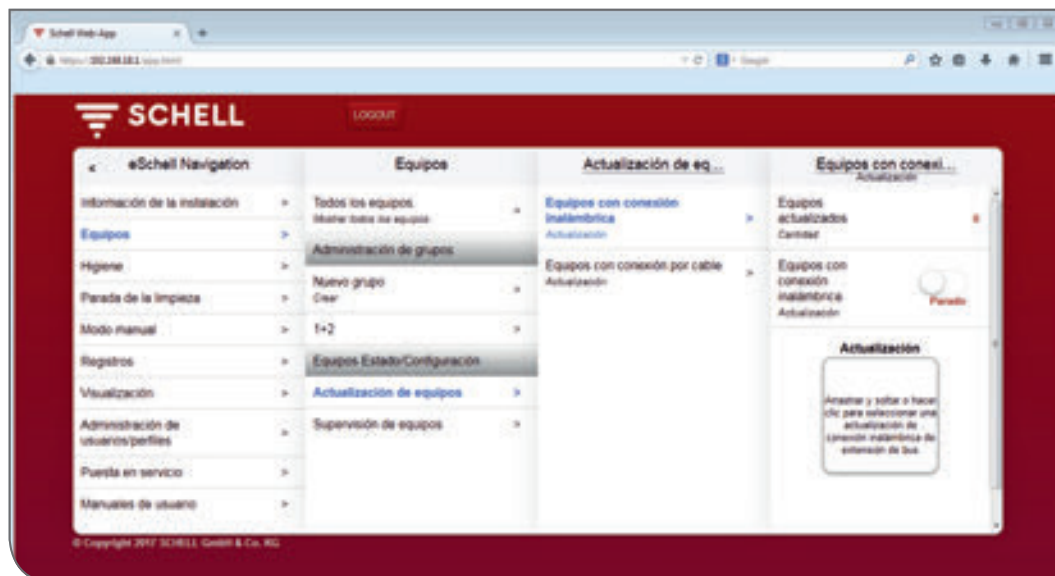 Schell Web-App
SCHELL
LOGOUT
eSchell Navigation
Información de la instalación
Equipos
Higiene
Parada de la limpieza
Modo manual
Registros
Visualización
Administración de
usuarios/perfiles
Puesta en servicio
Manuales de usuario
Equipos
Todos los equipos
Mostrar todos los equipos
Administración de grupos
Nuevo grupo
Crear
1+2
Equipos Estado/Configuración
Actualización de equipos
Supervisión de equipos
Actualización de eq...
Equipos con conexión
inalámbrica
Actualización
Equipos con conexión por cable
Actualización
Equipos con conexi...
Actualización
Equipos
actualizados
Cantidad
Equipos con
conexión
inalámbrica
Actualización
Parado
Actualización
Arrastrar y soltar o hacer
clic para seleccionar una
actualización de
conexión inalámbrica de
extensión de bus.
© Copyright 2017 SCHELL GmbH & Co. KG